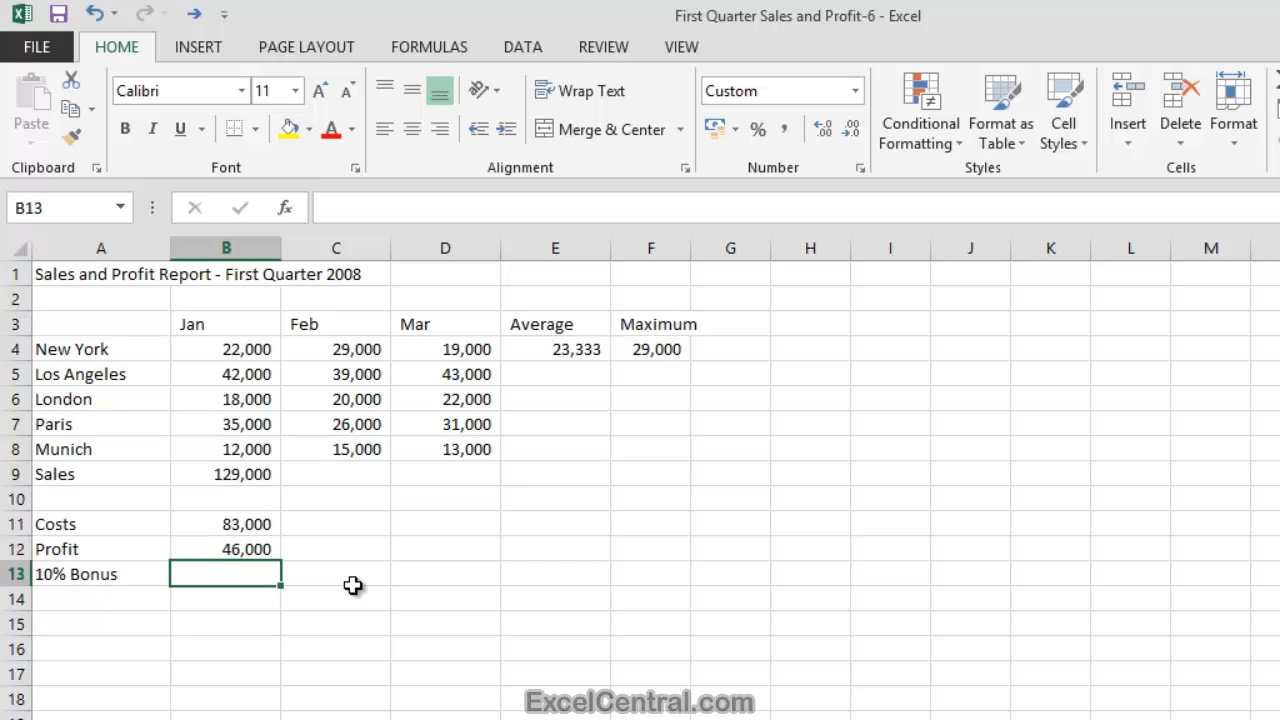 First Quarter Sales and Profit-6 - Excel
FILE HOME INSERT PAGE LAYOUT FORMULAS DATA REVIEW VIEW
Paste
Calibri 11
B I U A
Wrap Text
Merge & Center
Custom
% ,
Conditional Formatting
Format as Table
Cell Styles
Insert
Delete
Format
Clipboard Font Alignment Number Styles Cells
B13 fx
A B C D E F G H I J K L M
1 Sales and Profit Report - First Quarter 2008
2
3 Jan Feb Mar Average Maximum
4 New York 22,000 29,000 19,000 23,333 29,000
5 Los Angeles 42,000 39,000 43,000
6 London 18,000 20,000 22,000
7 Paris 35,000 26,000 31,000
8 Munich 12,000 15,000 13,000
9 Sales 129,000
10
11 Costs 83,000
12 Profit 46,000
13 10% Bonus
14
15
16
17
18
ExcelCentral.com